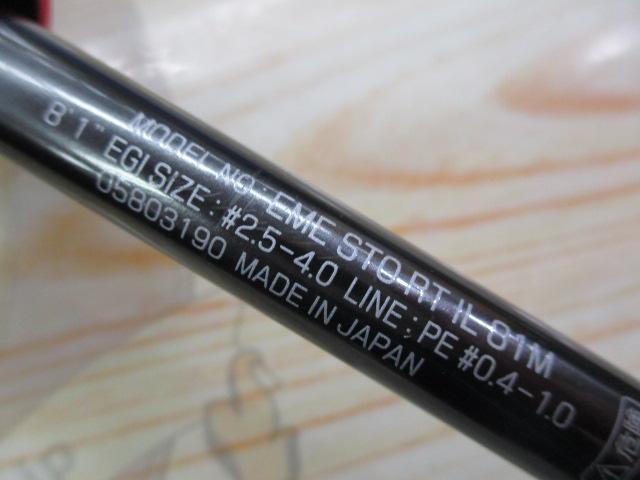 MODEL NO.: EME STO RT IL 81M
8'1" EGI SIZE: #2.5-4.0 LINE: PE #0.4-1.0
05803190 MADE IN JAPAN